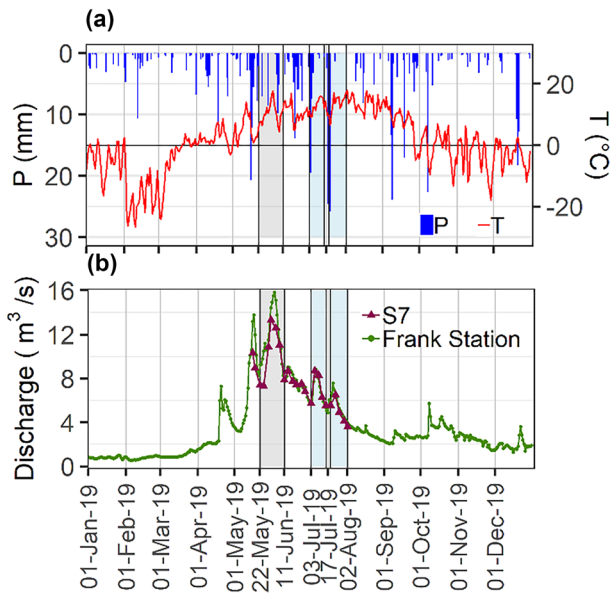 (a)
0
10
20
30
P (mm)
20
0
-20
T (°C)
P
T
(b)
16
12
8
4
0
Discharge ( m³ /s)
S7
Frank Station
01-Jan-19
01-Feb-19
01-Mar-19
01-Apr-19
01-May-19
22-May-19
11-Jun-19
03-Jul-19
17-Jul-19
02-Aug-19
01-Sep-19
01-Oct-19
01-Nov-19
01-Dec-19